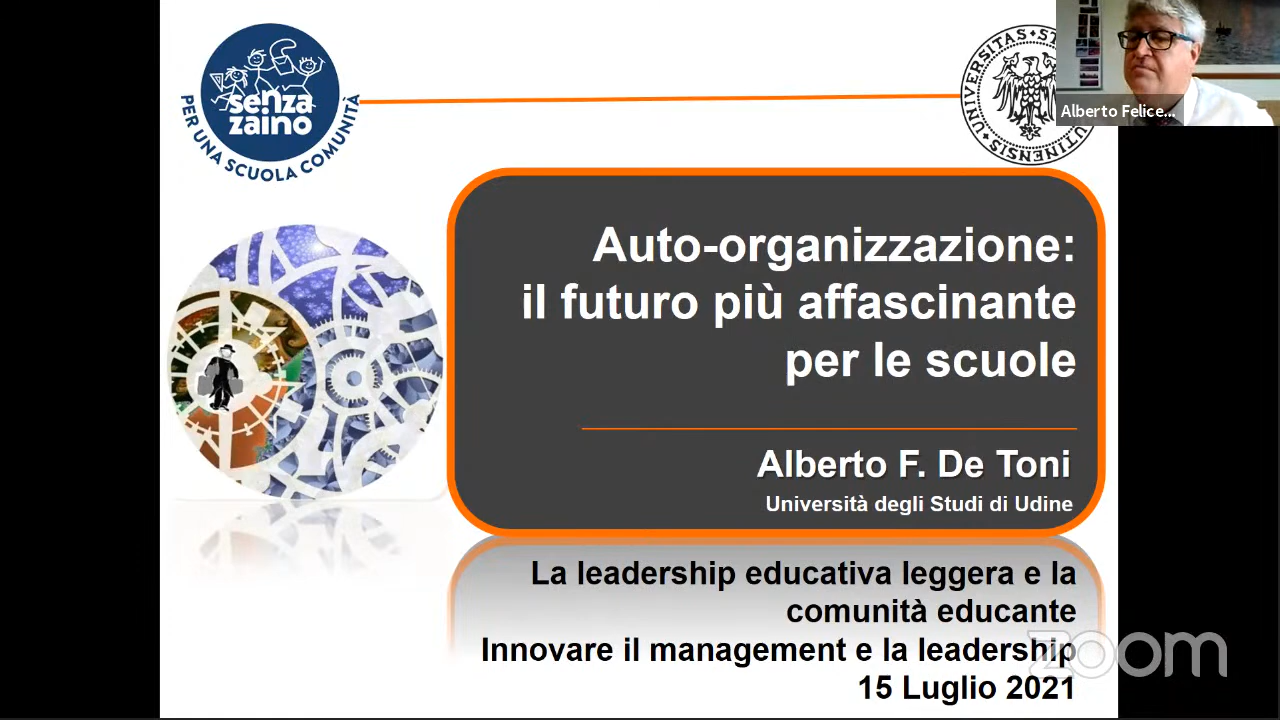 senza
zaino
PER UNA SCUOLA COMUNITÀ
UNIVERSITAS
UTINENSIS
Alberto Felice...
Auto-organizzazione:
il futuro più affascinante
per le scuole
Alberto F. De Toni
Università degli Studi di Udine
La leadership educativa leggera e la
comunità educante
Innovare il management e la leadership
15 Luglio 2021
zoom